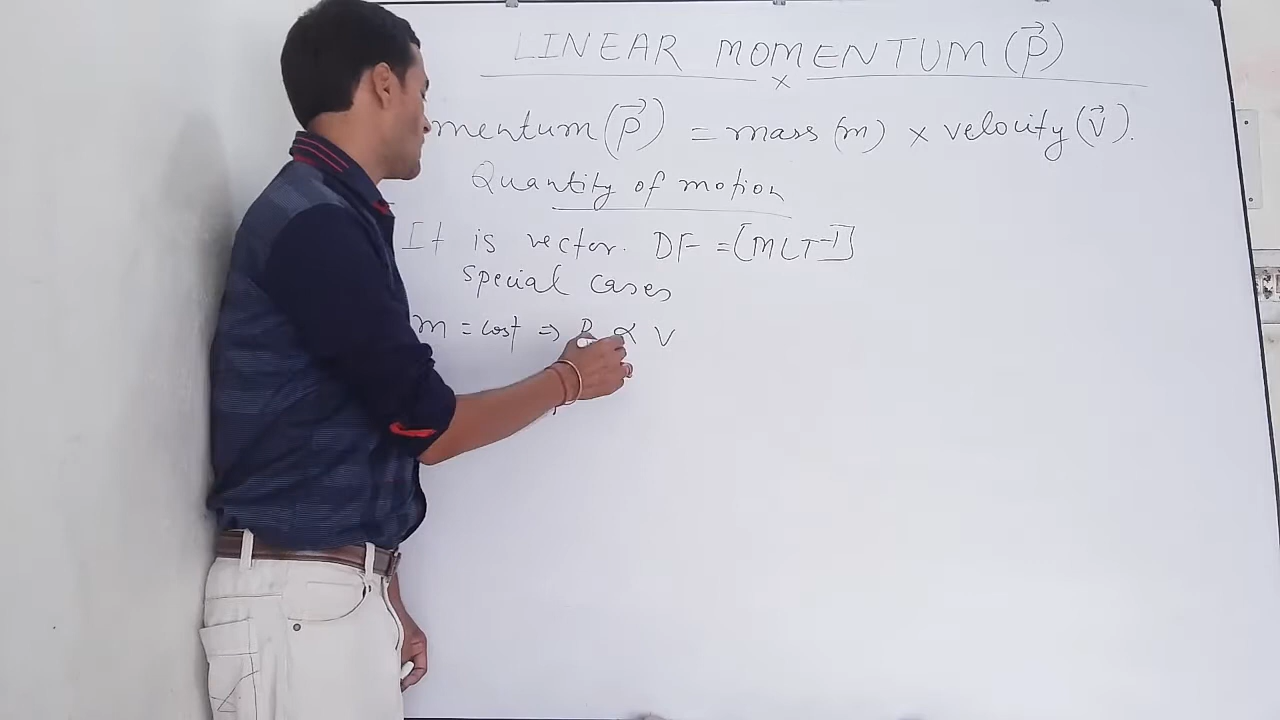 LINEAR MOMENTUM (P⃗)
x
mentum (P⃗) = mass (m) × velocity (V⃗).
Quantity of motion
It is vector. DF = [MLT-1]
special cases
m = cost ⇒ P ∝ V